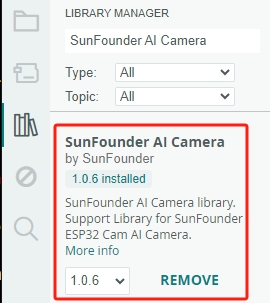 LIBRARY MANAGER
SunFounder AI Camera
Type: All
Topic: All
SunFounder AI Camera
by SunFounder
1.0.6 installed
SunFounder AI Camera library.
Support Library for SunFounder
ESP32 Cam AI Camera.
More info
1.0.6 REMOVE